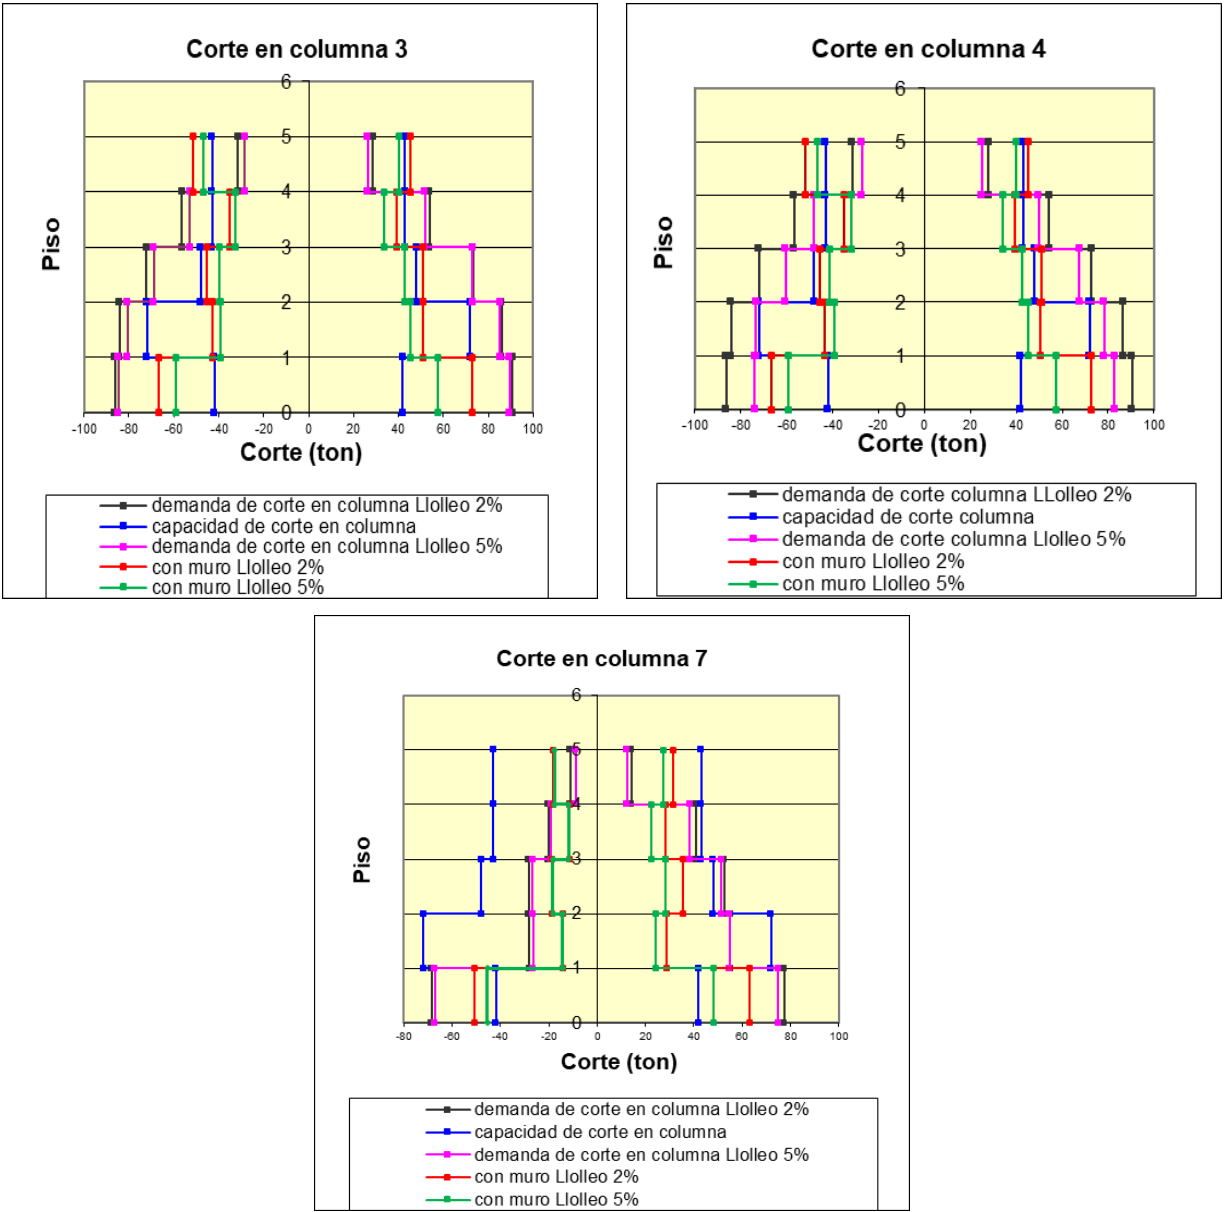 Corte en columna 3
6
5
4
3
2
1
0
-100 -80 -60 -40 -20 0 20 40 60 80 100
Piso
Corte (ton)
demanda de corte en columna Llolleo 2%
capacidad de corte en columna
demanda de corte en columna Llolleo 5%
con muro Llolleo 2%
con muro Llolleo 5%
Corte en columna 4
6
5
4
3
2
1
0
-100 -80 -60 -40 -20 0 20 40 60 80 100
Piso
Corte (ton)
demanda de corte columna LLolleo 2%
capacidad de corte columna
demanda de corte columna Llolleo 5%
con muro Llolleo 2%
con muro Llolleo 5%
Corte en columna 7
6
5
4
3
2
1
0
-80 -60 -40 -20 0 20 40 60 80 100
Piso
Corte (ton)
demanda de corte en columna Llolleo 2%
capacidad de corte en columna
demanda de corte en columna Llolleo 5%
con muro Llolleo 2%
con muro Llolleo 5%